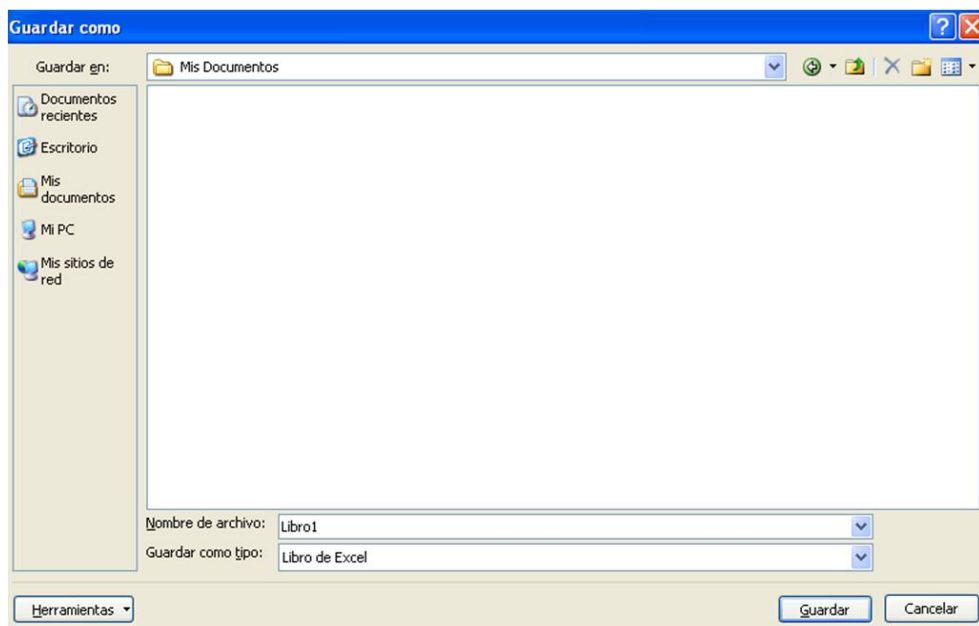 Guardar como
Guardar en:
Mis Documentos
Documentos
recientes
Escritorio
Mis
documentos
Mi PC
Mis sitios de
red
Nombre de archivo:
Libro1
Guardar como tipo:
Libro de Excel
Herramientas
Guardar
Cancelar